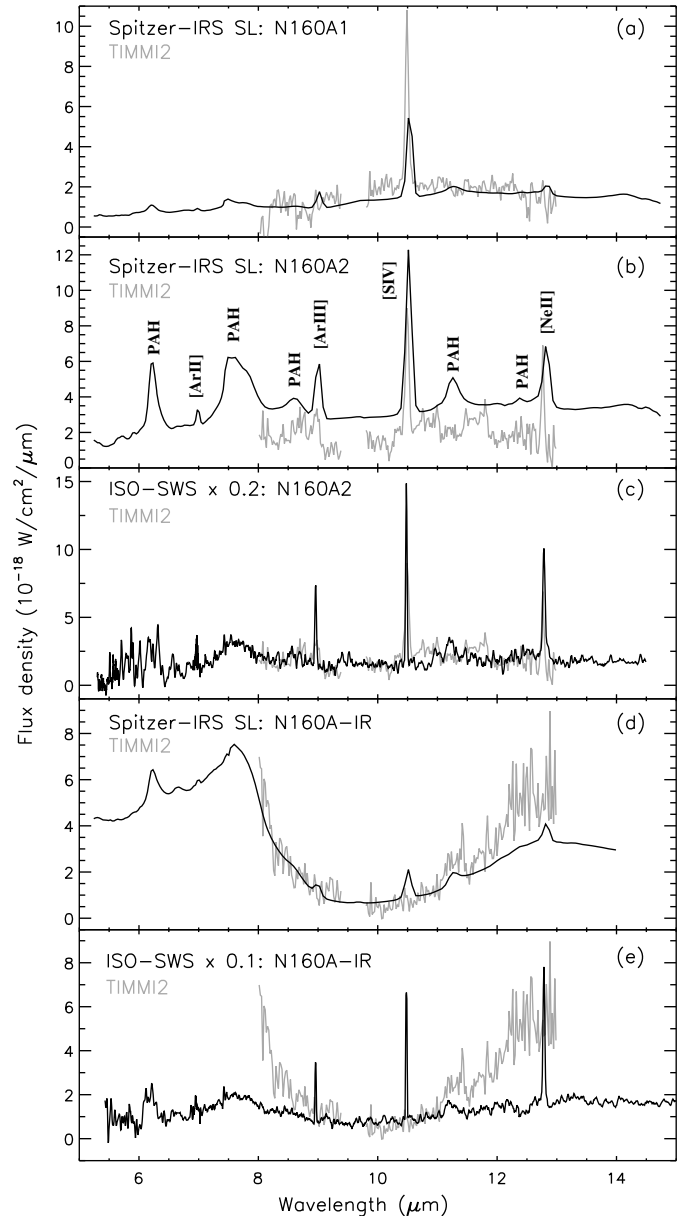 Spitzer-IRS SL: N160A1
(a)
TIMMI2
10
8
6
4
2
0
Spitzer-IRS SL: N160A2
(b)
TIMMI2
PAH
[ArII]
PAH
PAH
[ArIII]
[SIV]
PAH
PAH
[NeII]
12
10
8
6
4
2
0
ISO-SWS x 0.2: N160A2
(c)
TIMMI2
15
10
5
0
Spitzer-IRS SL: N160A-IR
(d)
TIMMI2
8
6
4
2
0
ISO-SWS x 0.1: N160A-IR
(e)
TIMMI2
8
6
4
2
0
Flux density (10⁻¹⁸ W/cm²/μm)
6 8 10 12 14
Wavelength (μm)